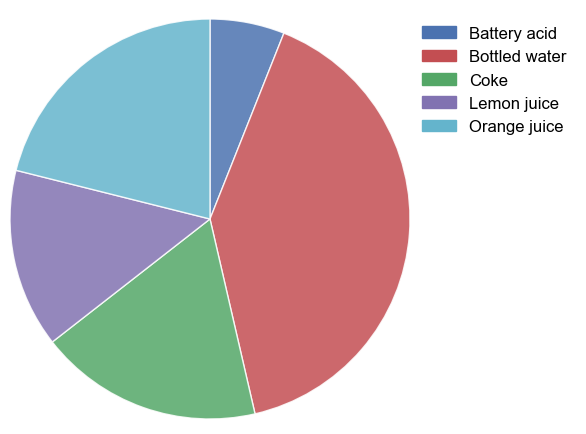 Battery acid
Bottled water
Coke
Lemon juice
Orange juice